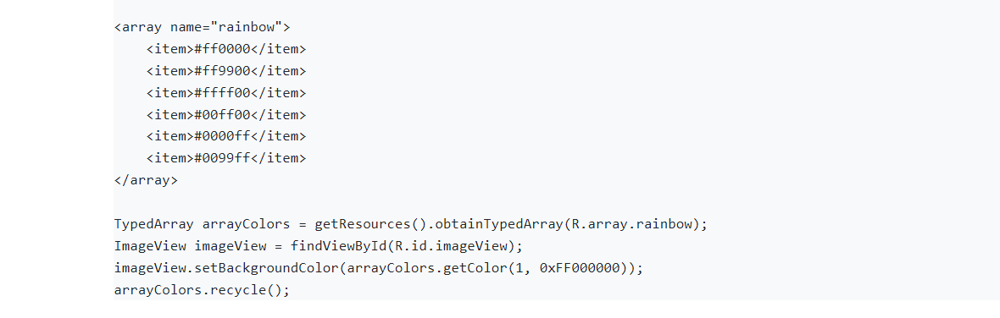 <array name="rainbow">
    <item>#ff0000</item>
    <item>#ff9900</item>
    <item>#ffff00</item>
    <item>#00ff00</item>
    <item>#0000ff</item>
    <item>#0099ff</item>
</array>

TypedArray arrayColors = getResources().obtainTypedArray(R.array.rainbow);
ImageView imageView = findViewById(R.id.imageView);
imageView.setBackgroundColor(arrayColors.getColor(1, 0xFF000000));
arrayColors.recycle();